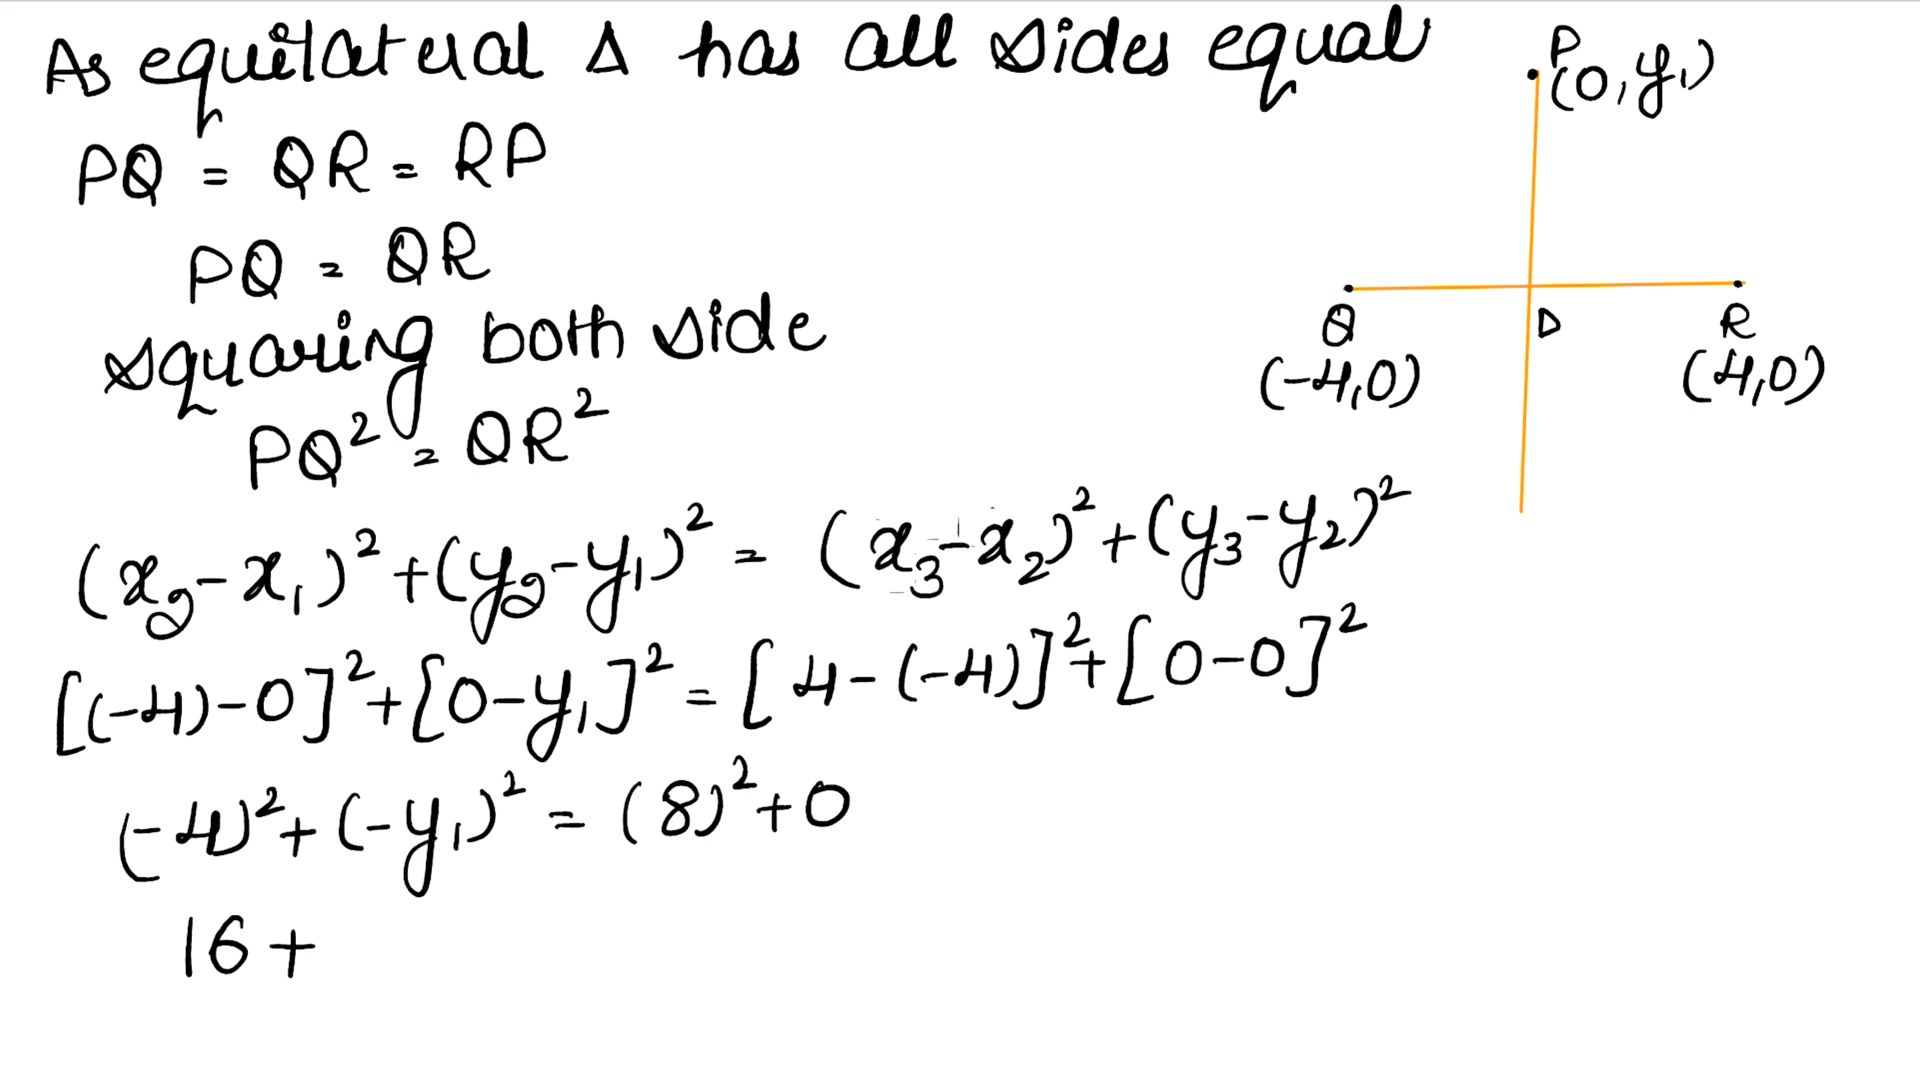 As equilateral Δ has all sides equal
PQ = QR = RP
PQ = QR
squaring both side
PQ² = QR²
(x₂-x₁)²+(y₂-y₁)² = (x₃-x₂)²+(y₃-y₂)²
[(-4)-0]²+[0-y₁]² = [4-(-4)]²+[0-0]²
(-4)²+(-y₁)² = (8)²+0
16+
P
(0,y₁)
Q
D
R
(-4,0)
(4,0)